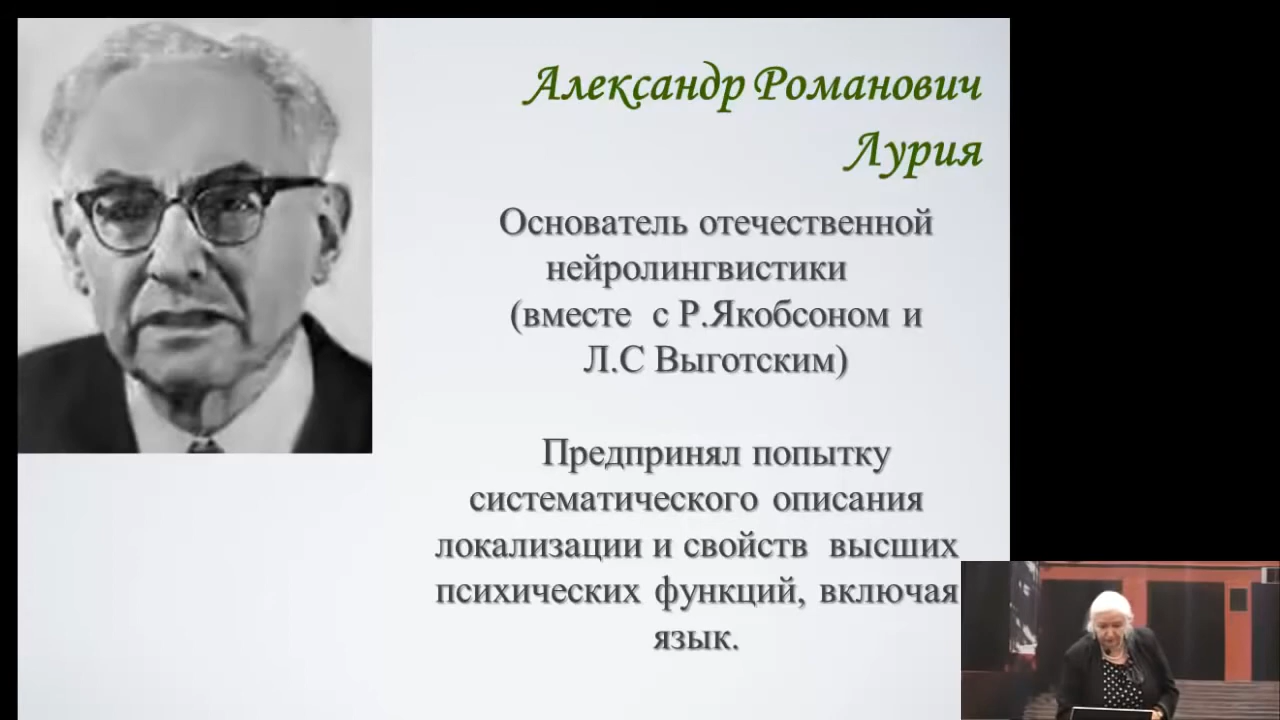 Александр Романович
Лурия
Основатель отечественной
нейролингвистики
(вместе с Р.Якобсоном и
Л.С Выготским)
Предпринял попытку
систематического описания
локализации и свойств высших
психических функций, включая
язык.